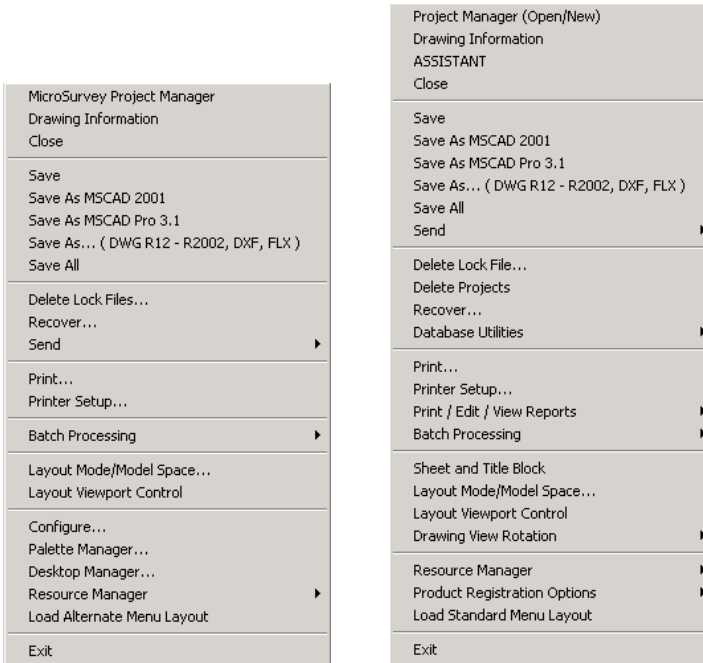 MicroSurvey Project Manager
Drawing Information
Close
Save
Save As MSCAD 2001
Save As MSCAD Pro 3.1
Save As... ( DWG R12 - R2002, DXF, FLX )
Save All
Delete Lock Files...
Recover...
Send
Print...
Printer Setup...
Batch Processing
Layout Mode/Model Space...
Layout Viewport Control
Configure...
Palette Manager...
Desktop Manager...
Resource Manager
Load Alternate Menu Layout
Exit
Project Manager (Open/New)
Drawing Information
ASSISTANT
Close
Save
Save As MSCAD 2001
Save As MSCAD Pro 3.1
Save As... ( DWG R12 - R2002, DXF, FLX )
Save All
Send
Delete Lock File...
Delete Projects
Recover...
Database Utilities
Print...
Printer Setup...
Print / Edit / View Reports
Batch Processing
Sheet and Title Block
Layout Mode/Model Space...
Layout Viewport Control
Drawing View Rotation
Resource Manager
Product Registration Options
Load Standard Menu Layout
Exit